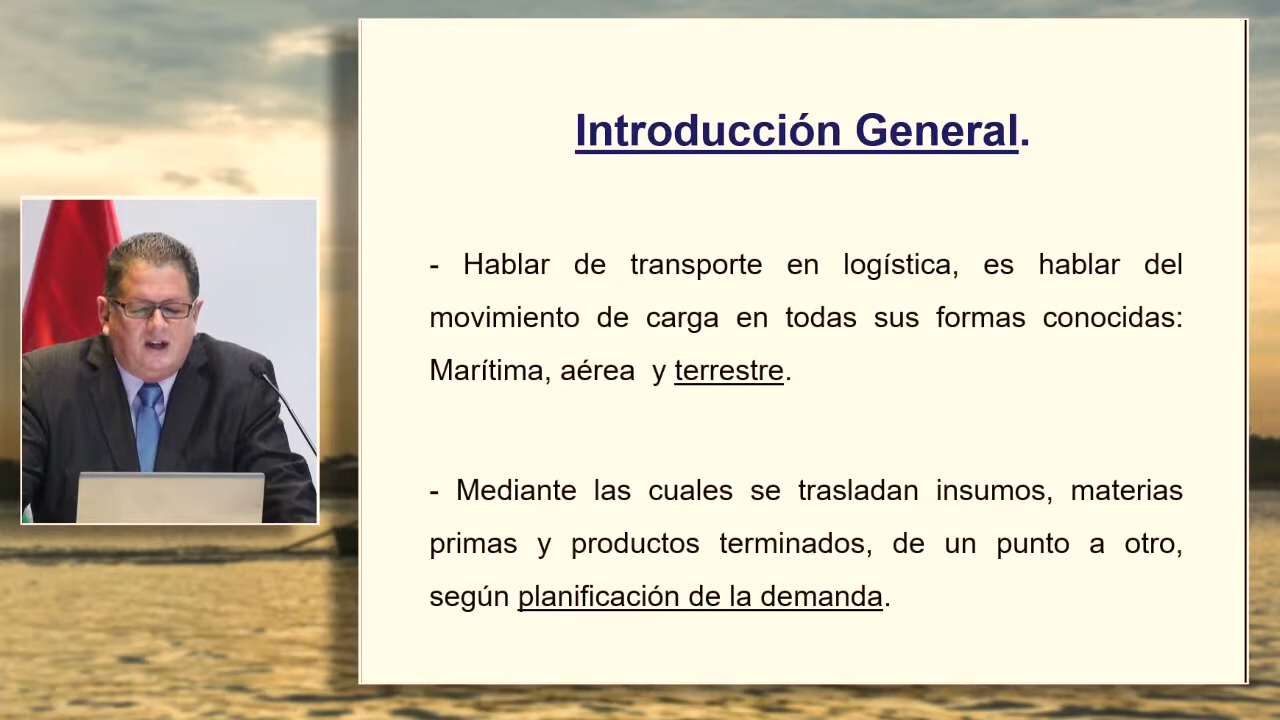 Introducción General.
- Hablar de transporte en logística, es hablar del
movimiento de carga en todas sus formas conocidas:
Marítima, aérea y terrestre.
- Mediante las cuales se trasladan insumos, materias
primas y productos terminados, de un punto a otro,
según planificación de la demanda.